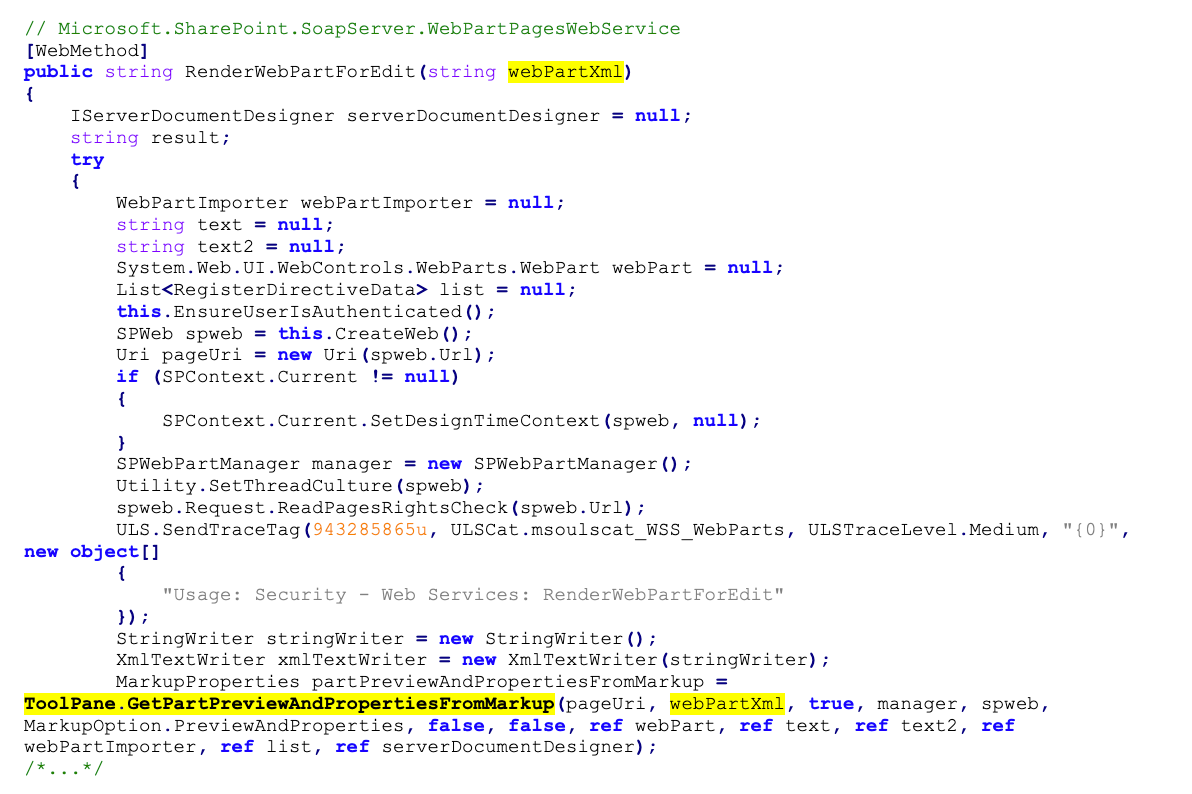 // Microsoft.SharePoint.SoapServer.WebPartPagesWebService
[WebMethod]
public string RenderWebPartForEdit(string webPartXml)
{
    IServerDocumentDesigner serverDocumentDesigner = null;
    string result;
    try
    {
        WebPartImporter webPartImporter = null;
        string text = null;
        string text2 = null;
        System.Web.UI.WebControls.WebParts.WebPart webPart = null;
        List<RegisterDirectiveData> list = null;
        this.EnsureUserIsAuthenticated();
        SPWeb spweb = this.CreateWeb();
        Uri pageUri = new Uri(spweb.Url);
        if (SPContext.Current != null)
        {
            SPContext.Current.SetDesignTimeContext(spweb, null);
        }
        SPWebPartManager manager = new SPWebPartManager();
        Utility.SetThreadCulture(spweb);
        spweb.Request.ReadPagesRightsCheck(spweb.Url);
        ULS.SendTraceTag(943285865u, ULSCat.msoulscat_WSS_WebParts, ULSTraceLevel.Medium, "{0}",
new object[]
        {
            "Usage: Security - Web Services: RenderWebPartForEdit"
        });
        StringWriter stringWriter = new StringWriter();
        XmlTextWriter xmlTextWriter = new XmlTextWriter(stringWriter);
        MarkupProperties partPreviewAndPropertiesFromMarkup =
ToolPane.GetPartPreviewAndPropertiesFromMarkup(pageUri, webPartXml, true, manager, spweb,
MarkupOption.PreviewAndProperties, false, false, ref webPart, ref text, ref text2, ref
webPartImporter, ref list, ref serverDocumentDesigner);
/*...*/